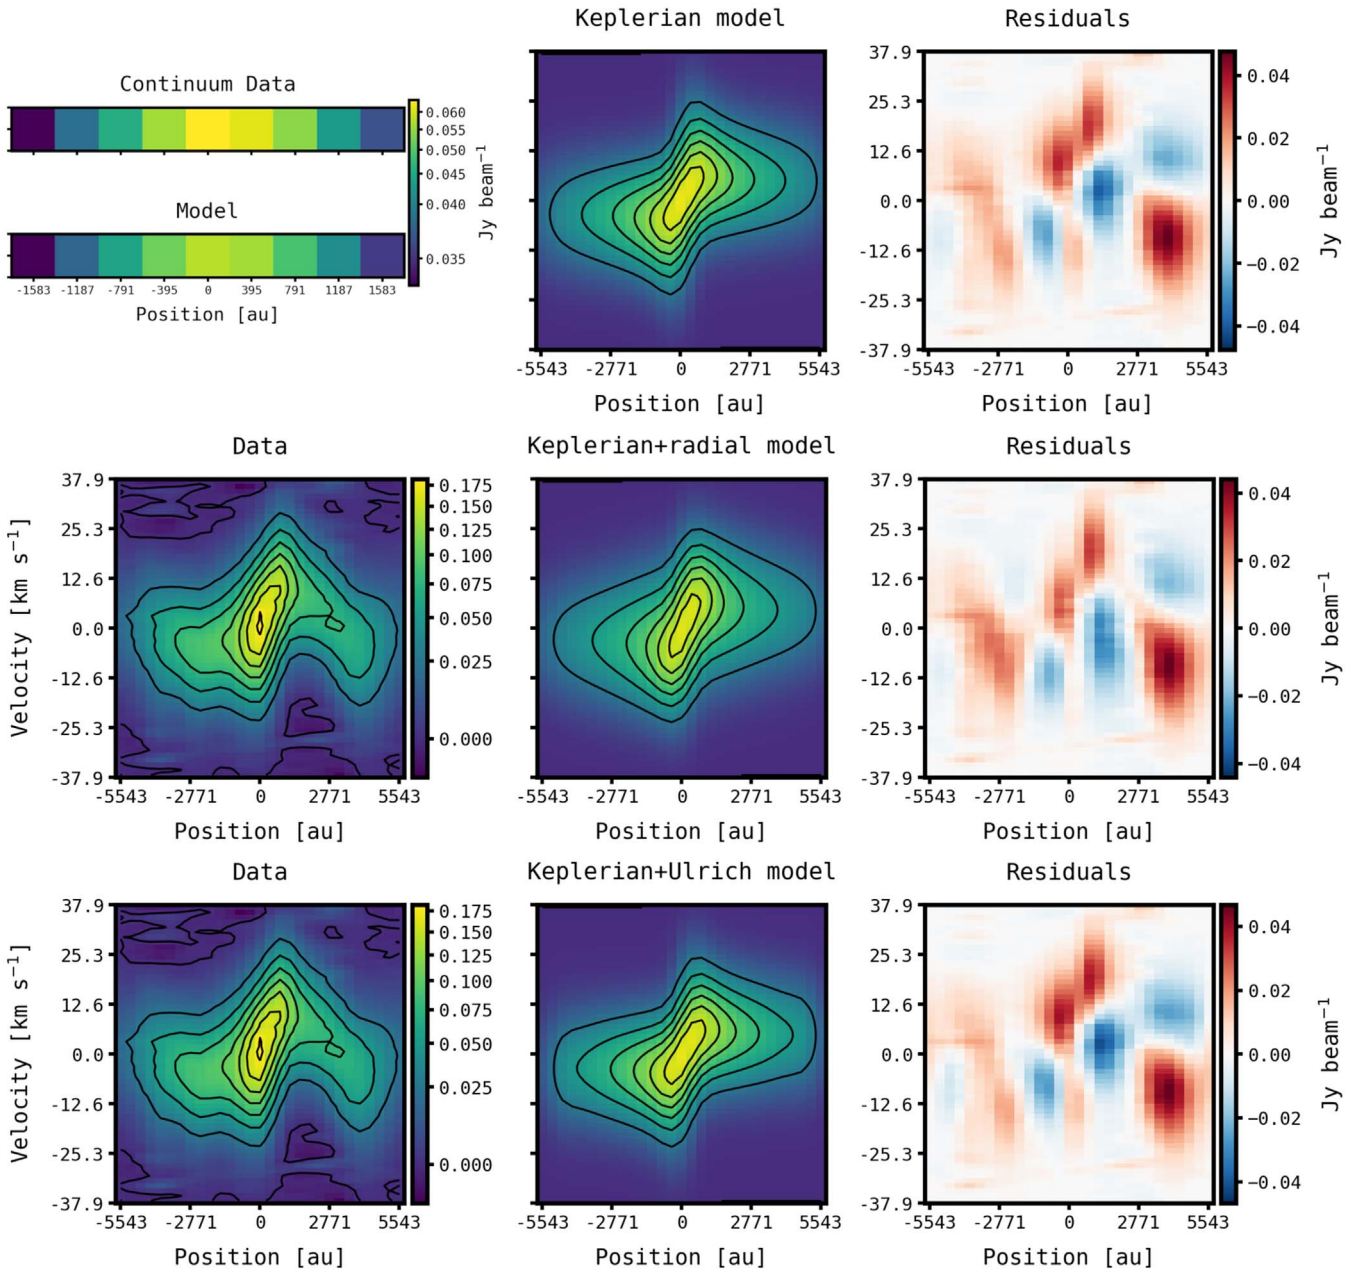 Keplerian model
Residuals
Continuum Data
Model
0.060
0.055
0.050
0.045
0.040
0.035
Jy beam⁻¹
-1583 -1187 -791 -395 0 395 791 1187 1583
Position [au]
-5543 -2771 0 2771 5543
Position [au]
37.9
25.3
12.6
0.0
-12.6
-25.3
-37.9
-5543 -2771 0 2771 5543
Position [au]
0.04
0.02
0.00
−0.02
−0.04
Jy beam⁻¹
Data
Keplerian+radial model
Residuals
Velocity [km s⁻¹]
37.9
25.3
12.6
0.0
-12.6
-25.3
-37.9
-5543 -2771 0 2771 5543
Position [au]
0.175
0.150
0.125
0.100
0.075
0.050
0.025
0.000
-5543 -2771 0 2771 5543
Position [au]
37.9
25.3
12.6
0.0
-12.6
-25.3
-37.9
-5543 -2771 0 2771 5543
Position [au]
0.04
0.02
0.00
−0.02
−0.04
Jy beam⁻¹
Data
Keplerian+Ulrich model
Residuals
Velocity [km s⁻¹]
37.9
25.3
12.6
0.0
-12.6
-25.3
-37.9
-5543 -2771 0 2771 5543
Position [au]
0.175
0.150
0.125
0.100
0.075
0.050
0.025
0.000
-5543 -2771 0 2771 5543
Position [au]
37.9
25.3
12.6
0.0
-12.6
-25.3
-37.9
-5543 -2771 0 2771 5543
Position [au]
0.04
0.02
0.00
−0.02
−0.04
Jy beam⁻¹